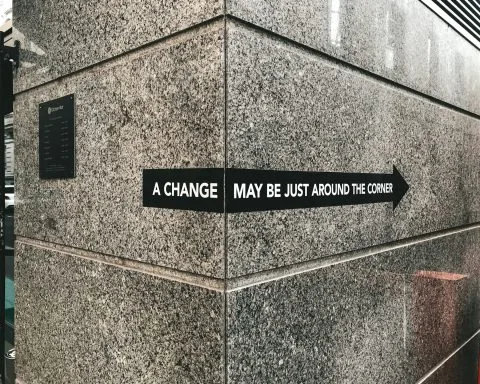 A CHANGE MAY BE JUST AROUND THE CORNER